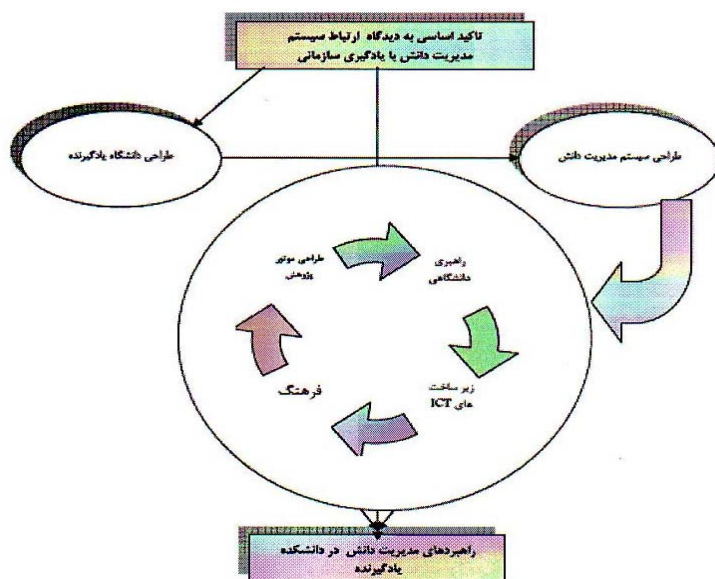 تاکید اساسی به دیدگاه ارتباط سیستم
مدیریت دانش با یادگیری سازمانی
طراحی سیستم مدیریت دانش
طراحی دانشگاه یادگیرنده
راهبری
دانشگاهی
طراحی موتور
پژوهش
زیر ساخت
های ICT
فرهنگ
راهبردهای مدیریت دانش در دانشکده
یادگیرنده